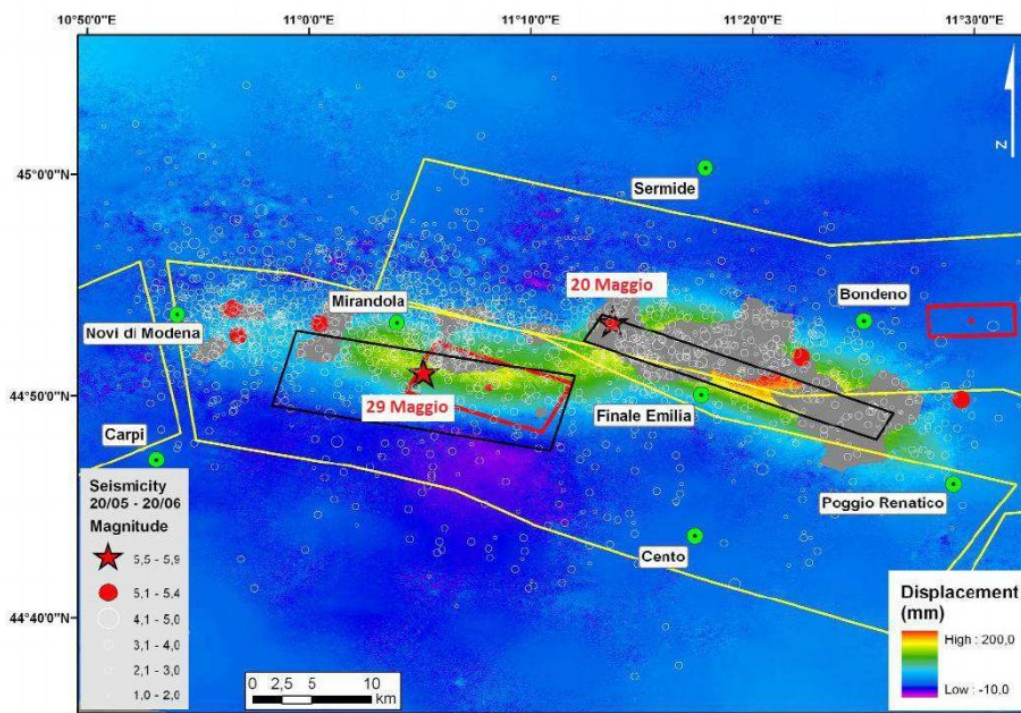 10°50'0"E
11°0'0"E
11°10'0"E
11°20'0"E
11°30'0"E
45°0'0"N
44°50'0"N
44°40'0"N
Z
Sermide
20 Maggio
Bondeno
Mirandola
Novi di Modena
29 Maggio
Finale Emilia
Carpi
Poggio Renatico
Cento
Seismicity
20/05 - 20/06
Magnitude
5,5 - 5,9
5,1 - 5,4
4,1 - 5,0
3,1 - 4,0
2,1 - 3,0
1,0 - 2,0
0 2,5 5 10
km
Displacement
(mm)
High : 200,0
Low : -10,0